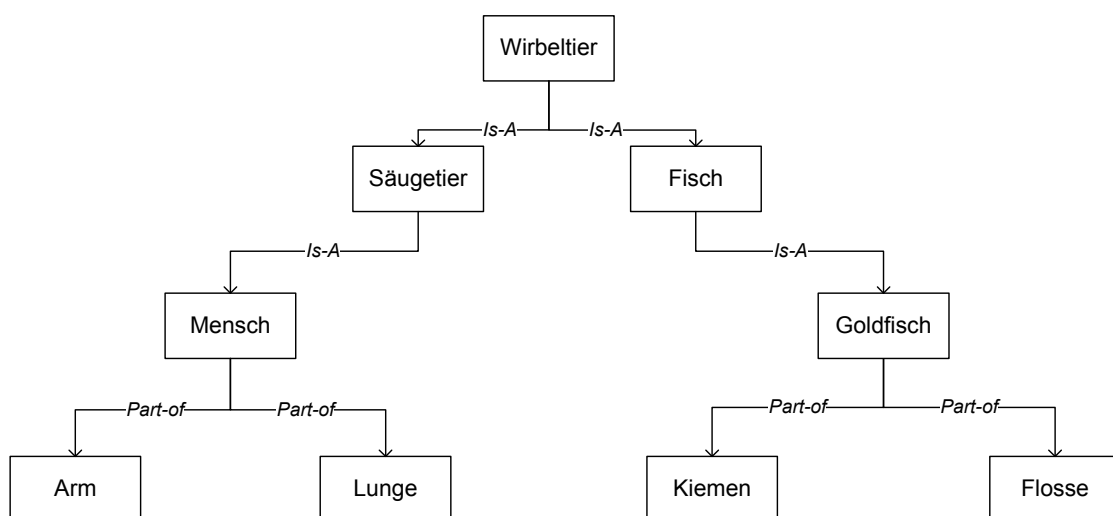 Wirbeltier
Is-A Is-A
Säugetier Fisch
Is-A Is-A
Mensch Goldfisch
Part-of Part-of Part-of Part-of
Arm Lunge Kiemen Flosse